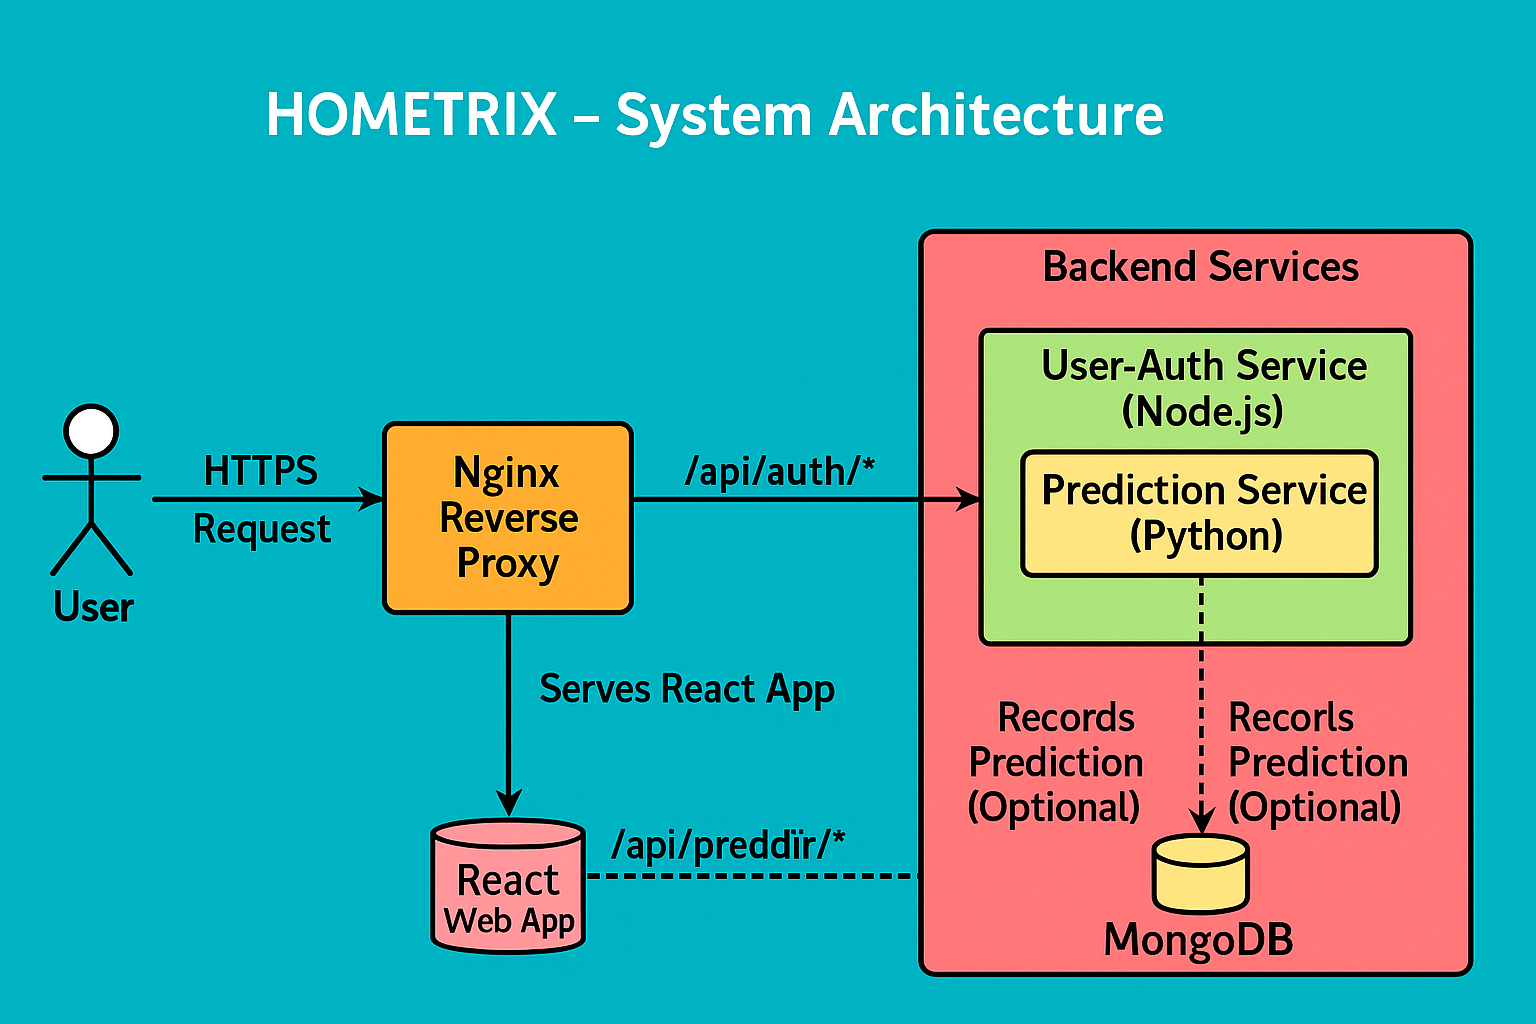 HOMETRIX – System Architecture
Backend Services
User-Auth Service
(Node.js)
Prediction Service
(Python)
HTTPS
Request
User
Nginx
Reverse
Proxy
/api/auth/*
Serves React App
Records
Prediction
(Optional)
Recorls
Prediction
(Optional)
/api/preddïr/*
React
Web App
MongoDB